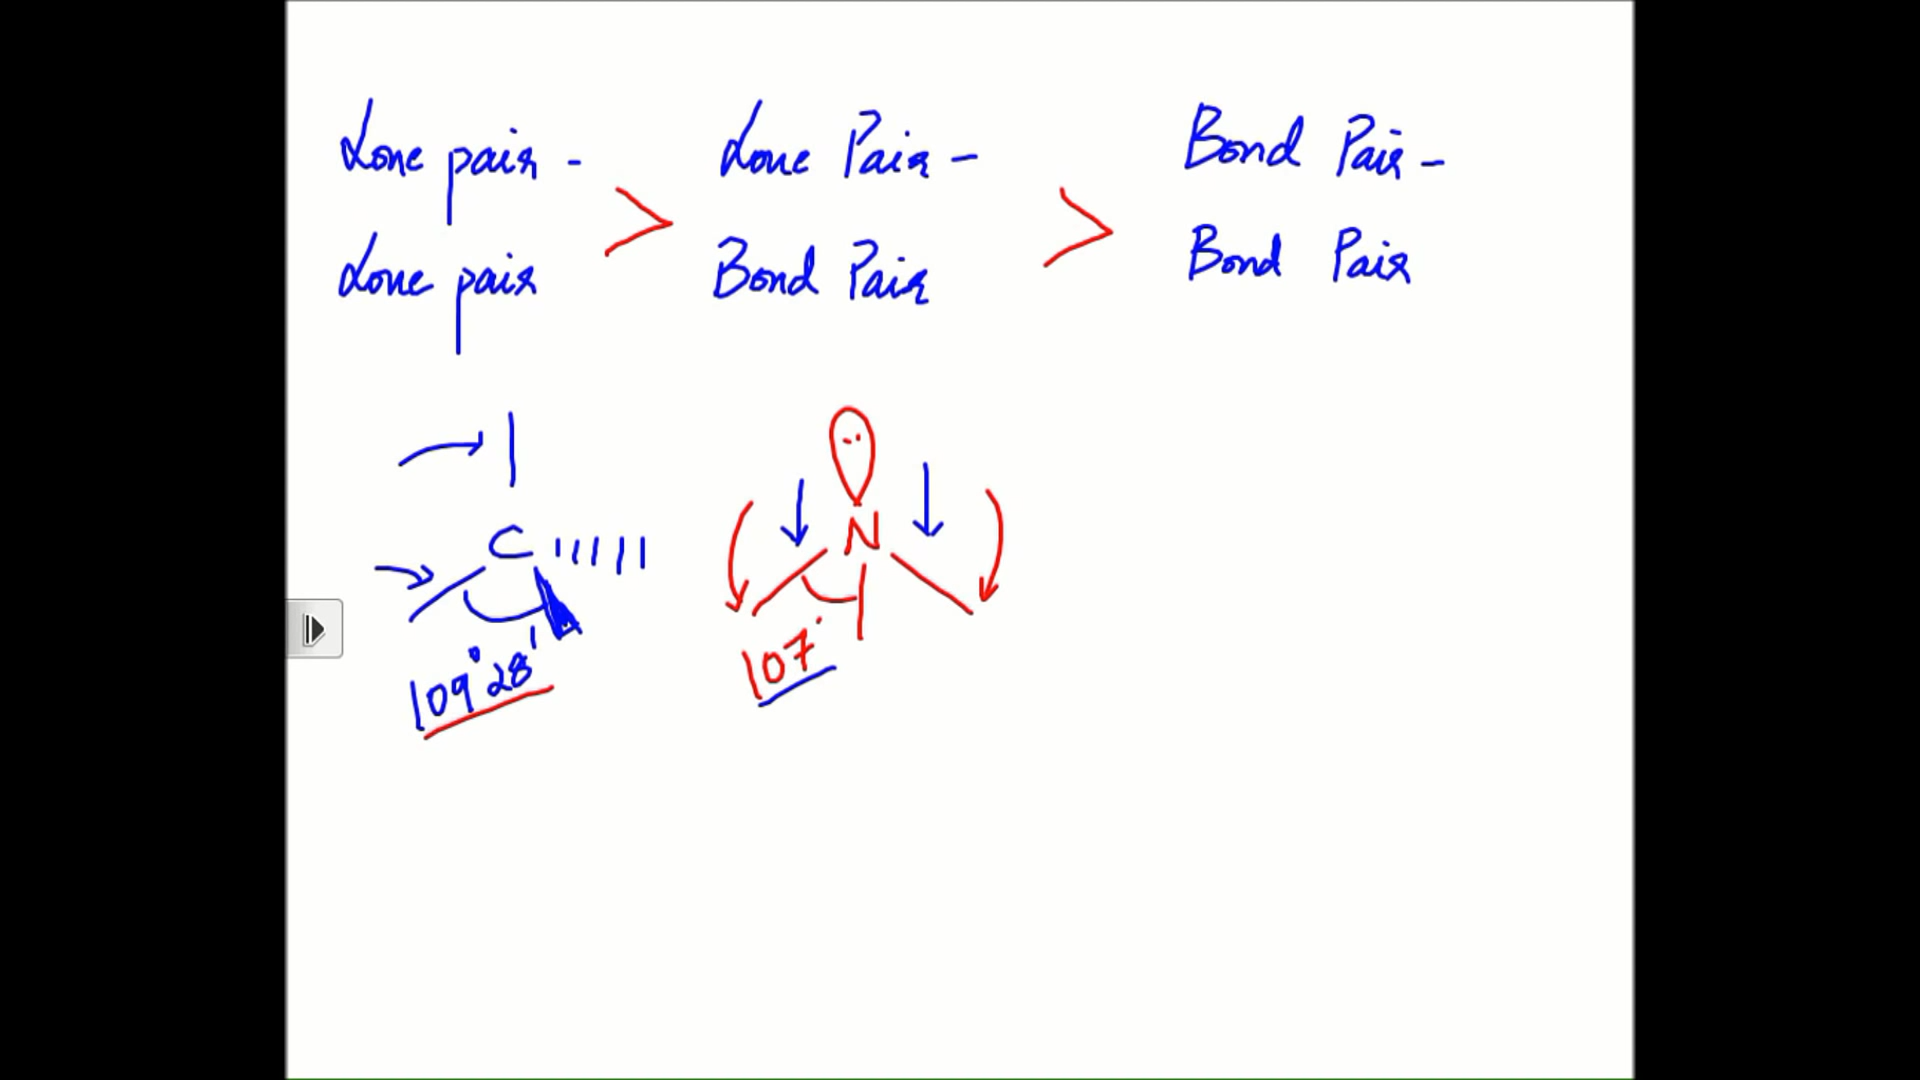 Lone pair - Lone Pair - Bond Pair -
> >
Lone pair Bond Pair Bond Pair
C N
109°28' 107°